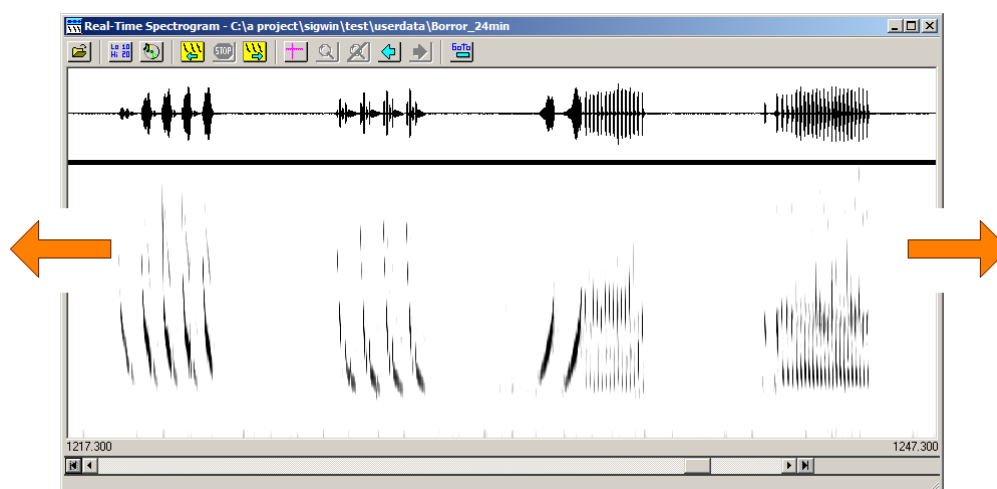 Real-Time Spectrogram - C:\a project\sigwin\test\userdata\Borror_24min
Lo 10
Hi 20
STOP
GoTo
1217.300 1247.300